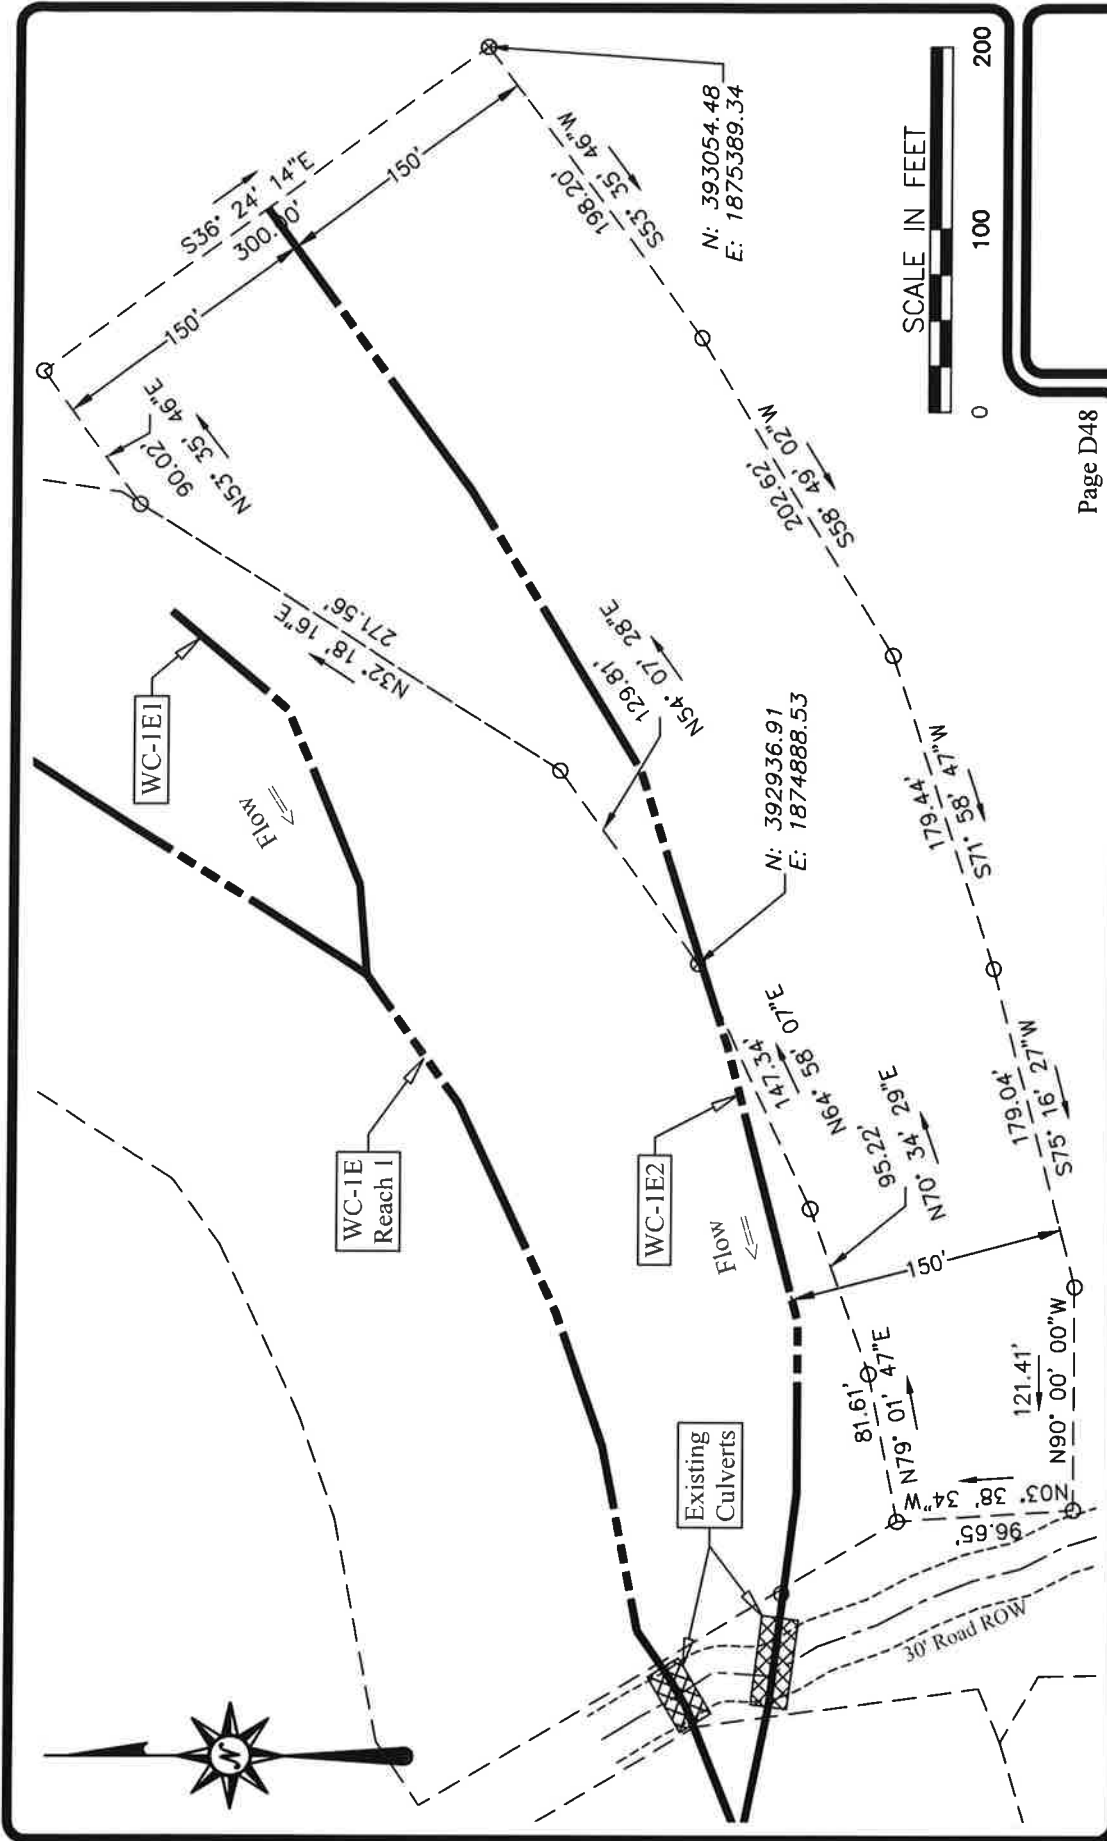 S36° 24' 14"E
300.00'
150'
150'
90.02'
N53° 35' 46"E
198.20'
S53° 35' 46"W
N: 393054.48
E: 1875389.34
WC-1E1
Flow
N32° 18' 16"E
271.56'
129.81'
N54° 07' 28"E
202.62'
S58° 49' 02"W
SCALE IN FEET
0
100
200
WC-1E
Reach 1
N: 392936.91
E: 1874888.53
179.44'
S71° 58' 47"W
WC-1E2
Flow
147.34'
N64° 58' 07"E
95.22'
N70° 34' 29"E
179.04'
S75° 16' 27"W
150'
Existing
Culverts
81.61'
N79° 01' 47"E
121.41'
N90° 00' 00"W
N03° 38' 34"W
96.65'
30' Road ROW
N
Page D48